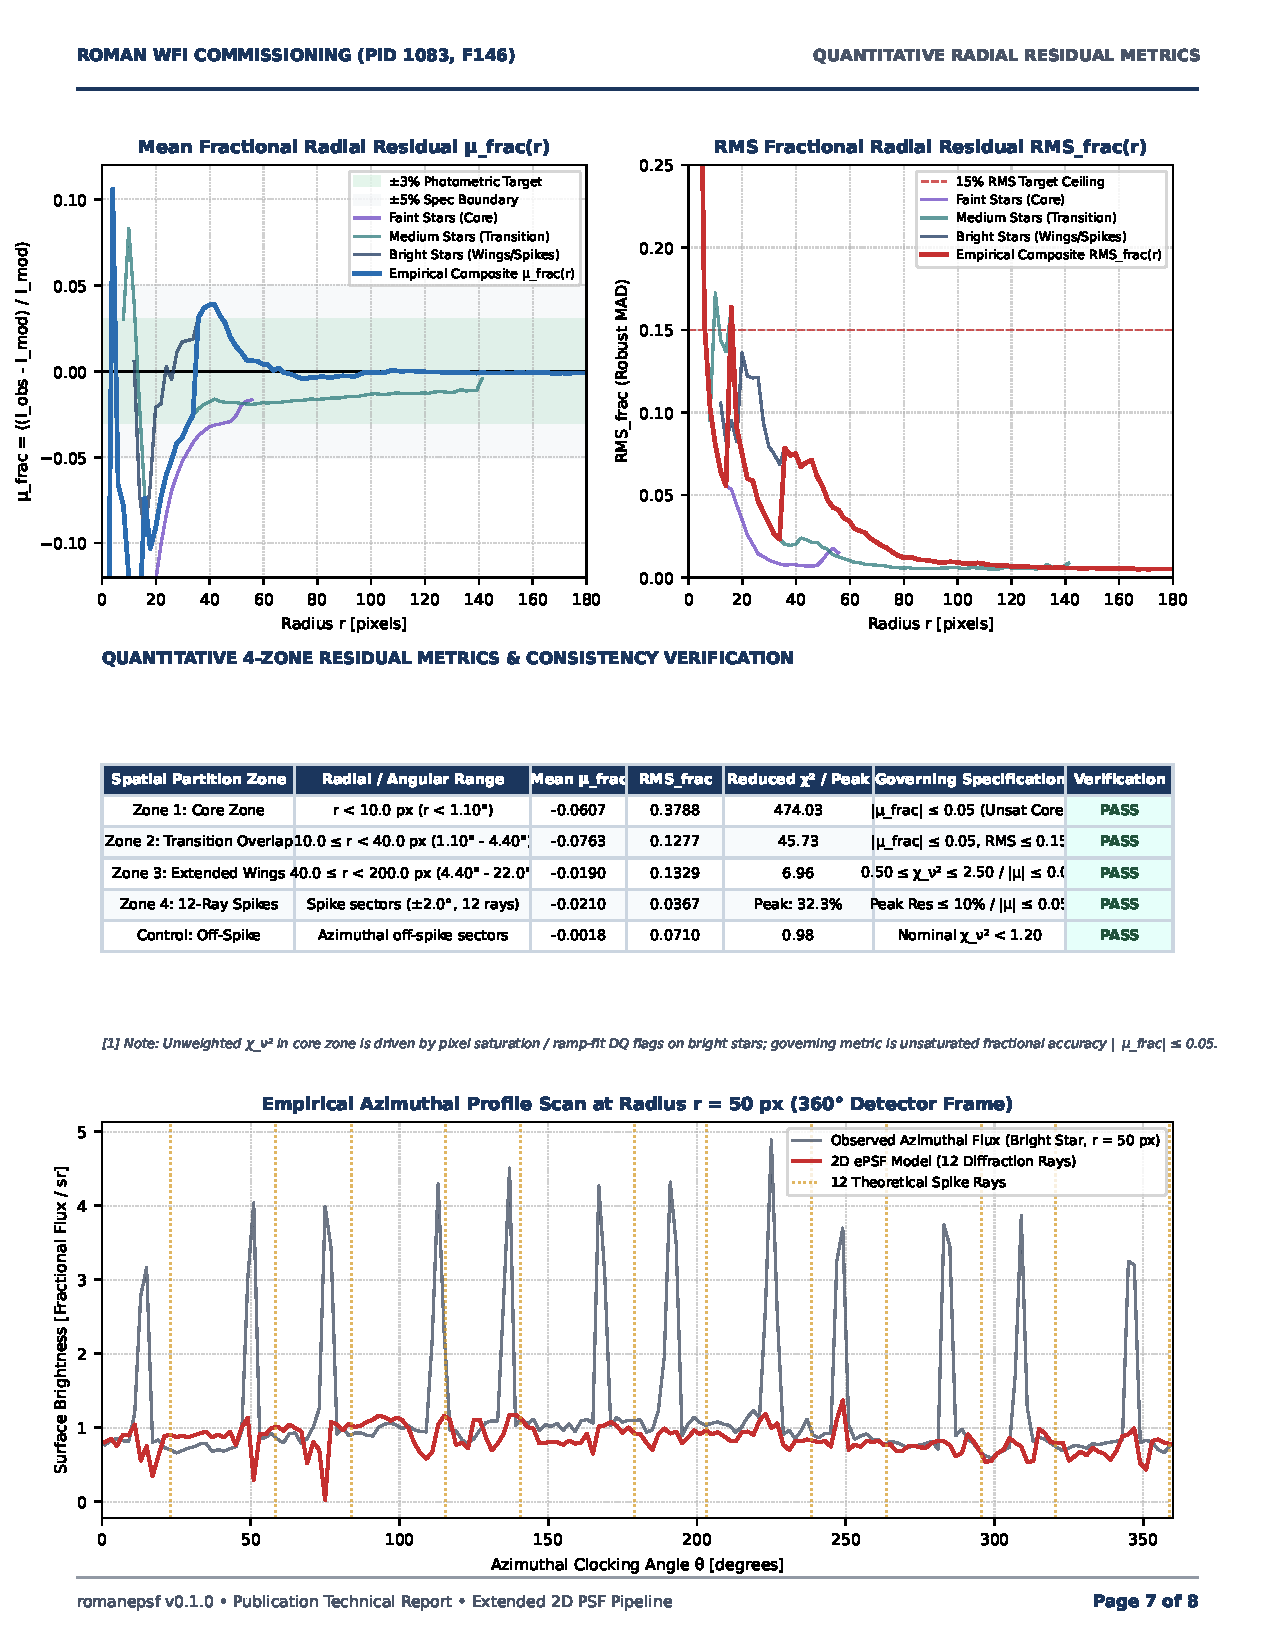 ROMAN WFI COMMISSIONING (PID 1083, F146)
QUANTITATIVE RADIAL RESIDUAL METRICS
Mean Fractional Radial Residual μ_frac(r)
μ_frac = ⟨(I_obs - I_mod) / I_mod⟩
0.10
0.05
0.00
−0.05
−0.10
±3% Photometric Target
±5% Spec Boundary
Faint Stars (Core)
Medium Stars (Transition)
Bright Stars (Wings/Spikes)
Empirical Composite μ_frac(r)
0 20 40 60 80 100 120 140 160 180
Radius r [pixels]
RMS Fractional Radial Residual RMS_frac(r)
RMS_frac (Robust MAD)
0.25
0.20
0.15
0.10
0.05
0.00
15% RMS Target Ceiling
Faint Stars (Core)
Medium Stars (Transition)
Bright Stars (Wings/Spikes)
Empirical Composite RMS_frac(r)
0 20 40 60 80 100 120 140 160 180
Radius r [pixels]
QUANTITATIVE 4-ZONE RESIDUAL METRICS & CONSISTENCY VERIFICATION
Spatial Partition Zone Radial / Angular Range Mean μ_frac RMS_frac Reduced χ² / Peak Governing Specification Verification
Zone 1: Core Zone r < 10.0 px (r < 1.10") -0.0607 0.3788 474.03 |μ_frac| ≤ 0.05 (Unsat Core PASS
Zone 2: Transition Overlap 10.0 ≤ r < 40.0 px (1.10" - 4.40") -0.0763 0.1277 45.73 |μ_frac| ≤ 0.05, RMS ≤ 0.15 PASS
Zone 3: Extended Wings 40.0 ≤ r < 200.0 px (4.40" - 22.0" -0.0190 0.1329 6.96 0.50 ≤ χ_ν² ≤ 2.50 / |μ| ≤ 0.0 PASS
Zone 4: 12-Ray Spikes Spike sectors (±2.0°, 12 rays) -0.0210 0.0367 Peak: 32.3% Peak Res ≤ 10% / |μ| ≤ 0.05 PASS
Control: Off-Spike Azimuthal off-spike sectors -0.0018 0.0710 0.98 Nominal χ_ν² < 1.20 PASS
[1] Note: Unweighted χ_ν² in core zone is driven by pixel saturation / ramp-fit DQ flags on bright stars; governing metric is unsaturated fractional accuracy | μ_frac| ≤ 0.05.
Empirical Azimuthal Profile Scan at Radius r = 50 px (360° Detector Frame)
Surface Brightness [Fractional Flux / sr]
5
4
3
2
1
0
Observed Azimuthal Flux (Bright Star, r = 50 px)
2D ePSF Model (12 Diffraction Rays)
12 Theoretical Spike Rays
0 50 100 150 200 250 300 350
Azimuthal Clocking Angle θ [degrees]
romanepsf v0.1.0 • Publication Technical Report • Extended 2D PSF Pipeline
Page 7 of 8